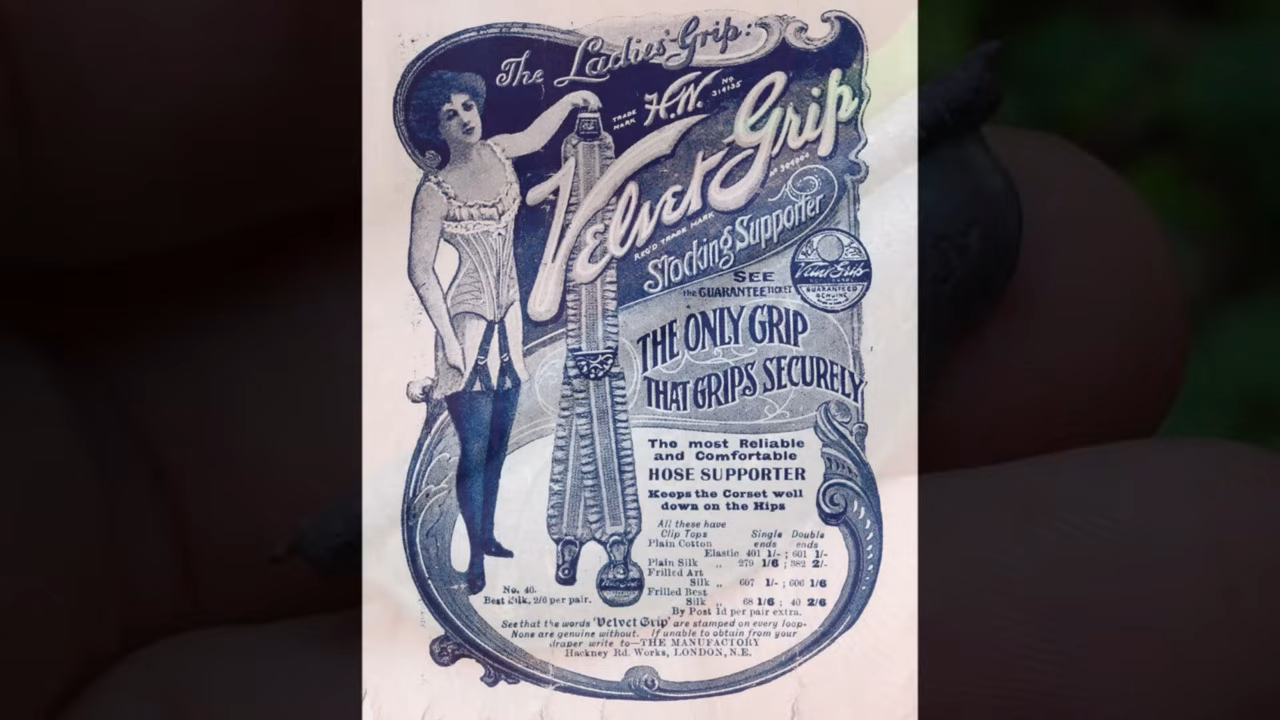 The Ladies' Grip:
TRADE MARK H.W. No. 314135
Velvet Grip
No 304906
REG'D TRADE MARK
Stocking Supporter
SEE
the GUARANTEE TICKET
Velvet Grip
GUARANTEED
GENUINE
THE ONLY GRIP
THAT GRIPS SECURELY
The most Reliable
and Comfortable
HOSE SUPPORTER
Keeps the Corset well
down on the Hips
All these have
Clip Tops Single Double
Plain Cotton ends ends
Elastic 401 1/- ; 601 1/-
Plain Silk „ 279 1/6 ; 382 2/-
Frilled Art
Silk „ 607 1/- ; 606 1/6
Frilled Best
Silk „ 68 1/6 ; 40 2/6
By Post 1d per pair extra.
No. 40.
Best Silk, 2/6 per pair.
See that the words 'Velvet Grip' are stamped on every loop-
None are genuine without. If unable to obtain from your
draper write to—THE MANUFACTORY
Hackney Rd. Works, LONDON, N.E.